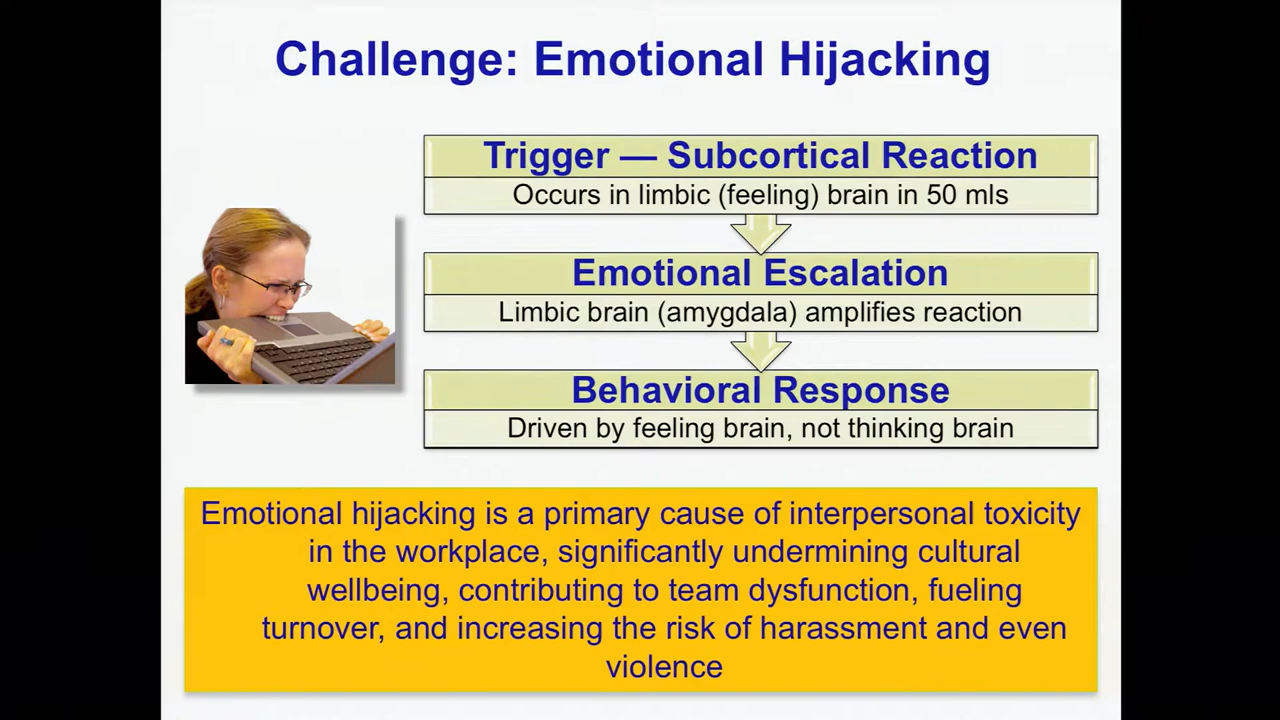 Challenge: Emotional Hijacking
Trigger — Subcortical Reaction
Occurs in limbic (feeling) brain in 50 mls
Emotional Escalation
Limbic brain (amygdala) amplifies reaction
Behavioral Response
Driven by feeling brain, not thinking brain
Emotional hijacking is a primary cause of interpersonal toxicity
in the workplace, significantly undermining cultural
wellbeing, contributing to team dysfunction, fueling
turnover, and increasing the risk of harassment and even
violence